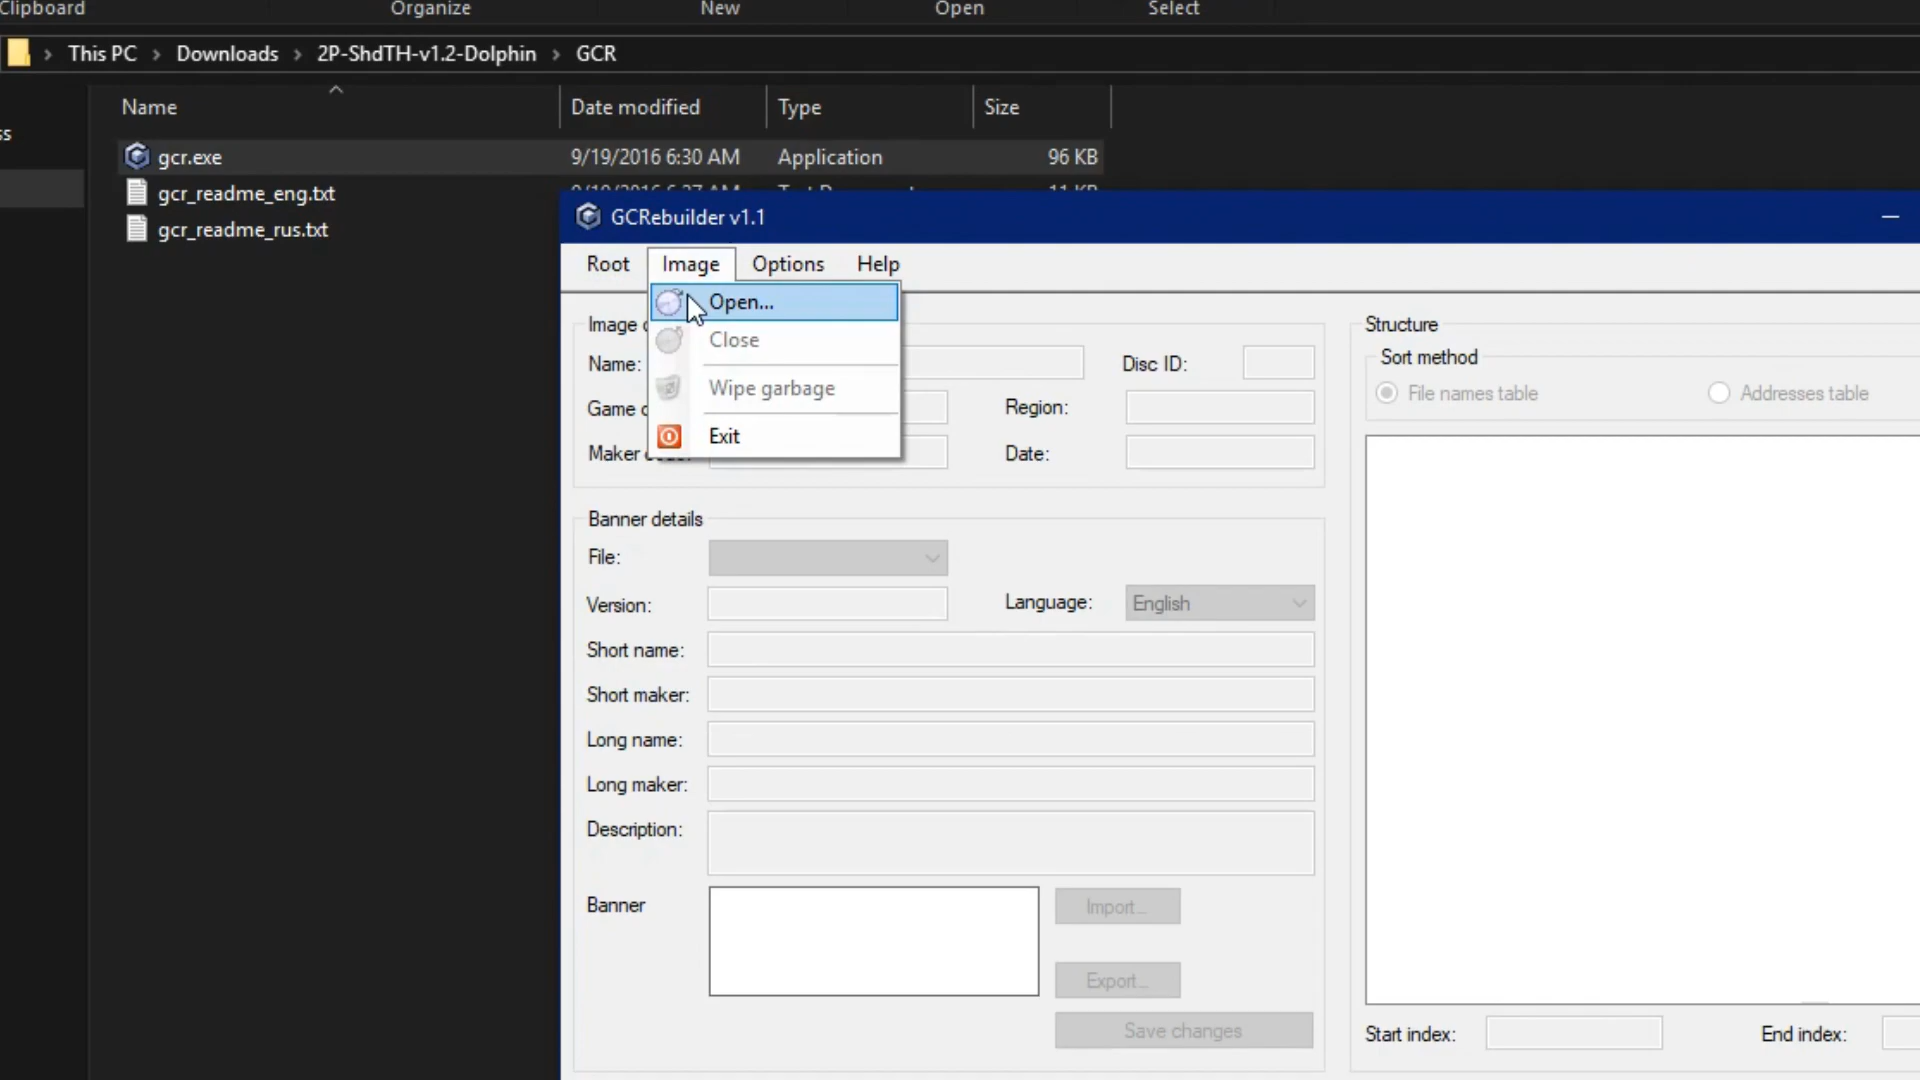 Clipboard
Organize
New
Open
Select
This PC > Downloads > 2P-ShdTH-v1.2-Dolphin > GCR
Name
Date modified
Type
Size
gcr.exe
9/19/2016 6:30 AM
Application
96 KB
gcr_readme_eng.txt
gcr_readme_rus.txt
GCRebuilder v1.1
Root
Image
Options
Help
Open...
Close
Wipe garbage
Exit
Image
Name:
Disc ID:
Game
Region:
Maker
Date:
Structure
Sort method
File names table
Addresses table
Banner details
File:
Version:
Language:
English
Short name:
Short maker:
Long name:
Long maker:
Description:
Banner
Import...
Export...
Save changes
Start index:
End index: